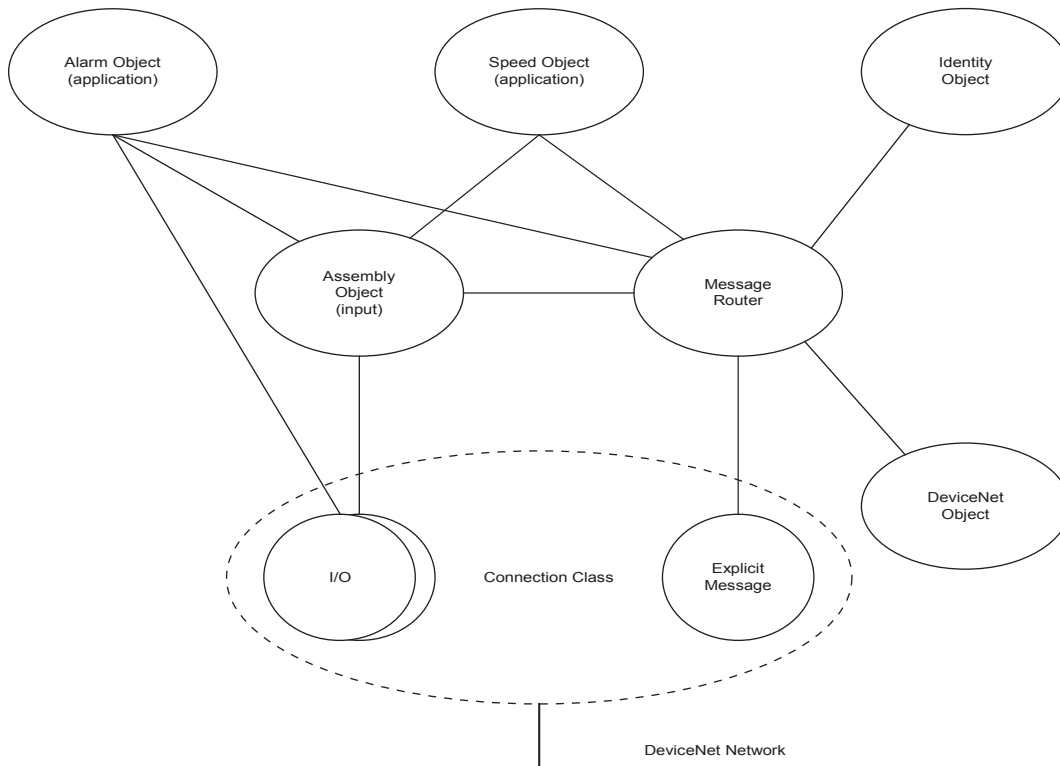 Alarm Object
(application)
Speed Object
(application)
Identity
Object
Assembly
Object
(input)
Message
Router
DeviceNet
Object
I/O
Connection Class
Explicit
Message
DeviceNet Network